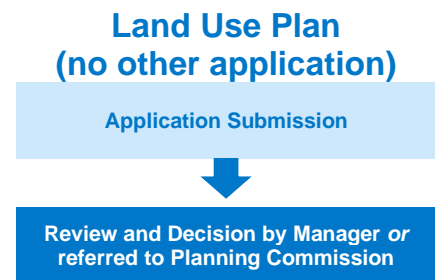 Land Use Plan
(no other application)
Application Submission
Review and Decision by Manager or
referred to Planning Commission